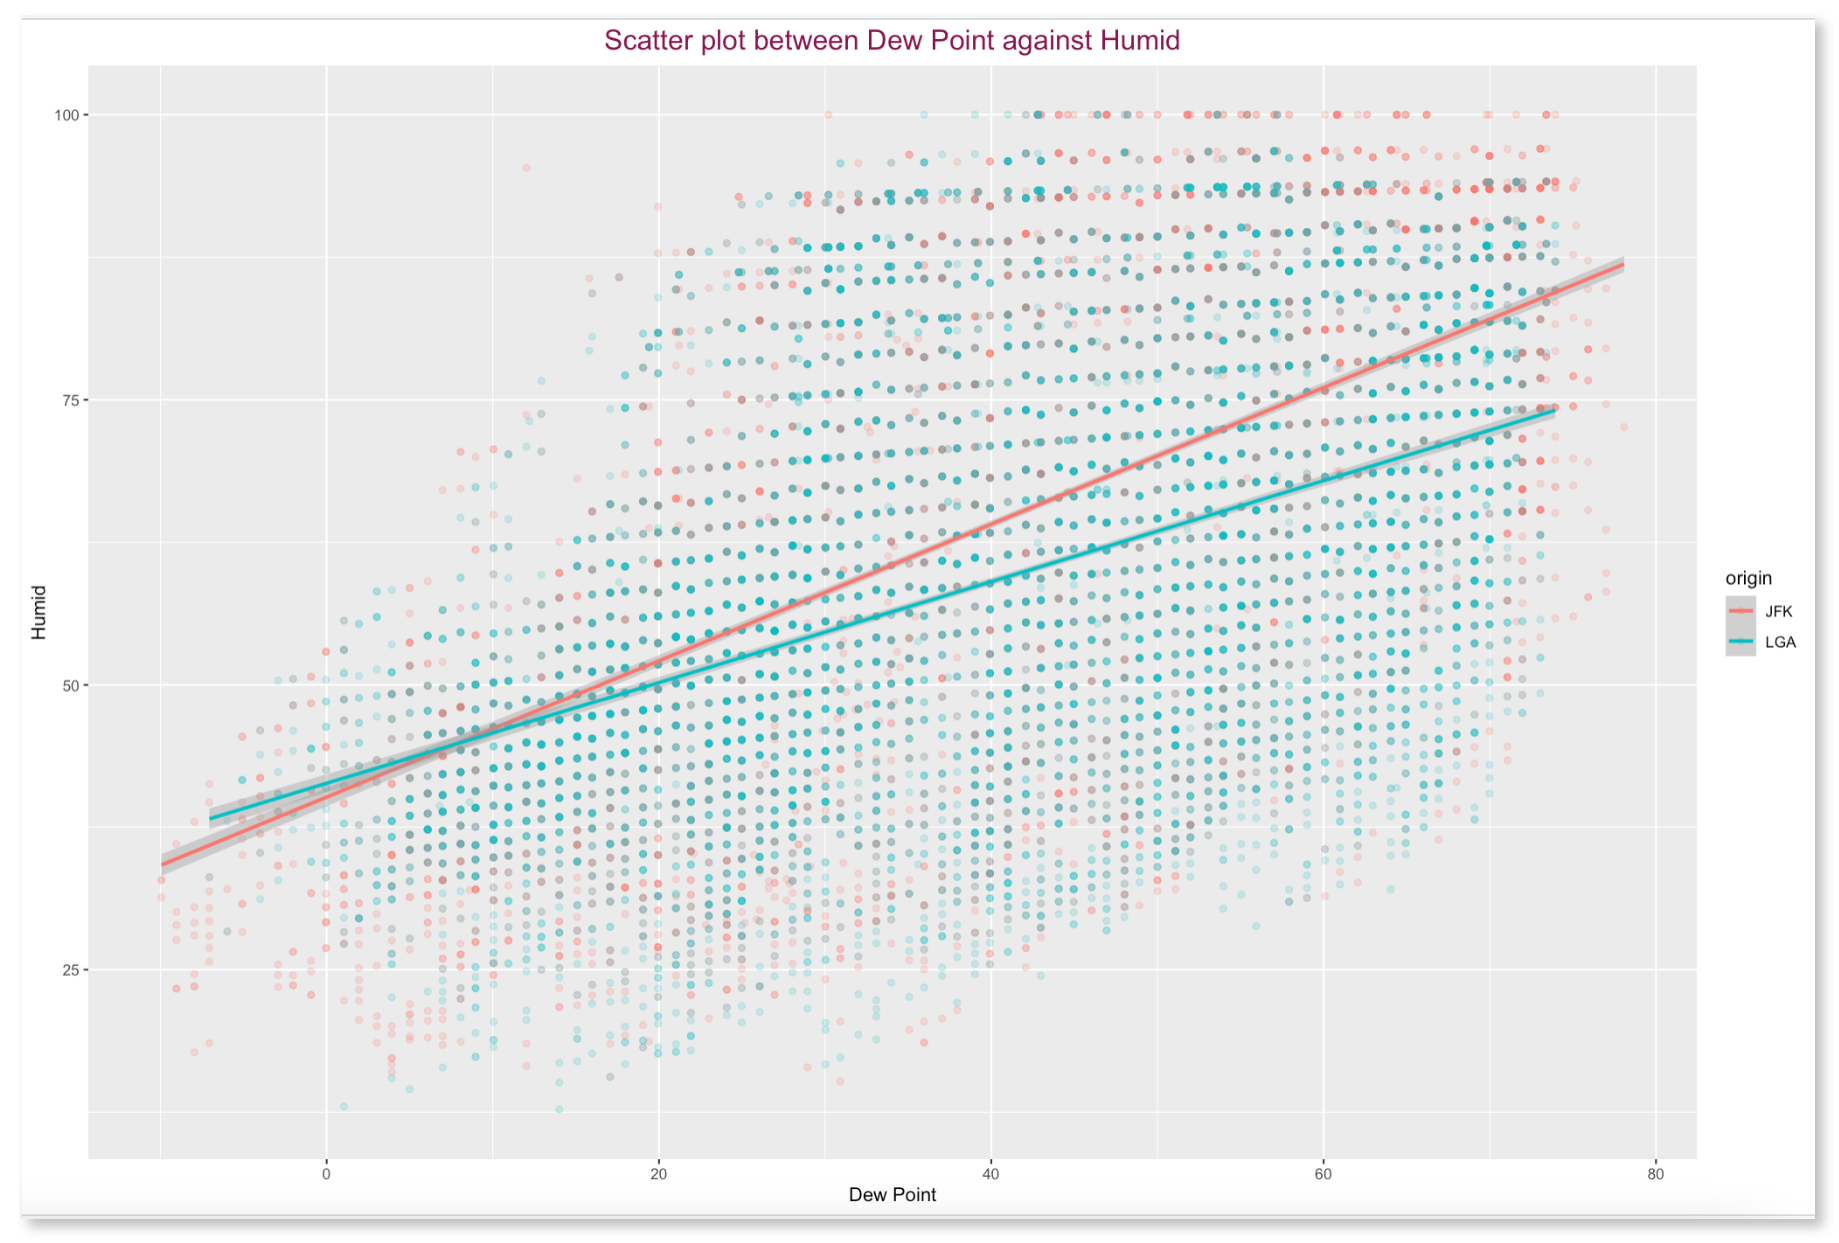 Scatter plot between Dew Point against Humid
100
75
50
25
Humid
0 20 40 60 80
Dew Point
origin
JFK
LGA